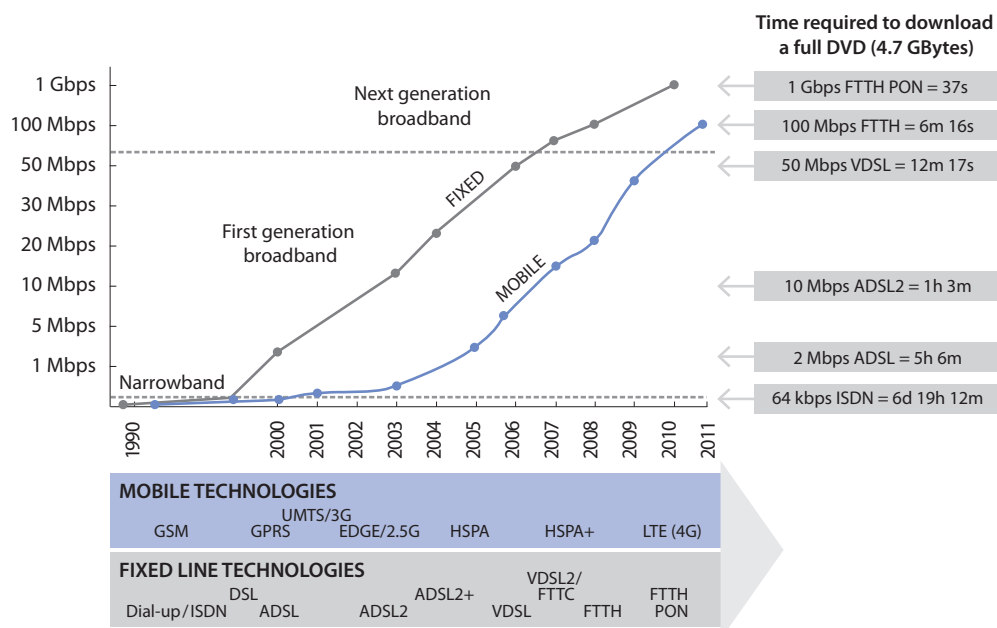 Time required to download
a full DVD (4.7 GBytes)
1 Gbps
1 Gbps FTTH PON = 37s
Next generation
broadband
100 Mbps
100 Mbps FTTH = 6m 16s
50 Mbps
50 Mbps VDSL = 12m 17s
FIXED
30 Mbps
First generation
broadband
20 Mbps
MOBILE
10 Mbps
10 Mbps ADSL2 = 1h 3m
5 Mbps
1 Mbps
2 Mbps ADSL = 5h 6m
Narrowband
64 kbps ISDN = 6d 19h 12m
1990
2000
2001
2002
2003
2004
2005
2006
2007
2008
2009
2010
2011
MOBILE TECHNOLOGIES
UMTS/3G
GSM GPRS EDGE/2.5G HSPA HSPA+ LTE (4G)
FIXED LINE TECHNOLOGIES
VDSL2/
DSL ADSL2+ FTTC FTTH
Dial-up/ISDN ADSL ADSL2 VDSL FTTH PON